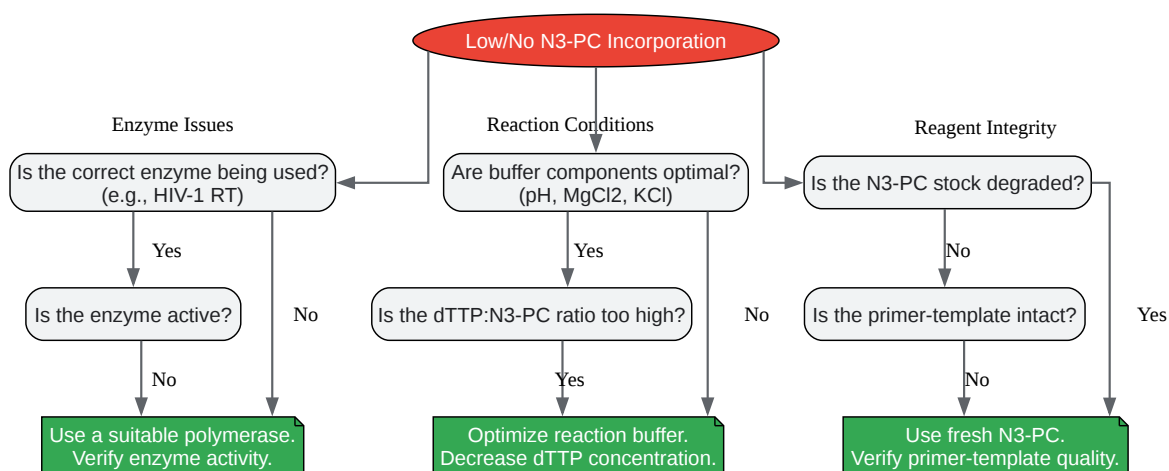 Low/No N3-PC Incorporation
Enzyme Issues
Reaction Conditions
Reagent Integrity
Is the correct enzyme being used?
(e.g., HIV-1 RT)
Are buffer components optimal?
(pH, MgCl2, KCl)
Is the N3-PC stock degraded?
Yes
Yes
No
Is the enzyme active?
No
Is the dTTP:N3-PC ratio too high?
No
Is the primer-template intact?
Yes
No
Yes
No
Use a suitable polymerase.
Verify enzyme activity.
Optimize reaction buffer.
Decrease dTTP concentration.
Use fresh N3-PC.
Verify primer-template quality.